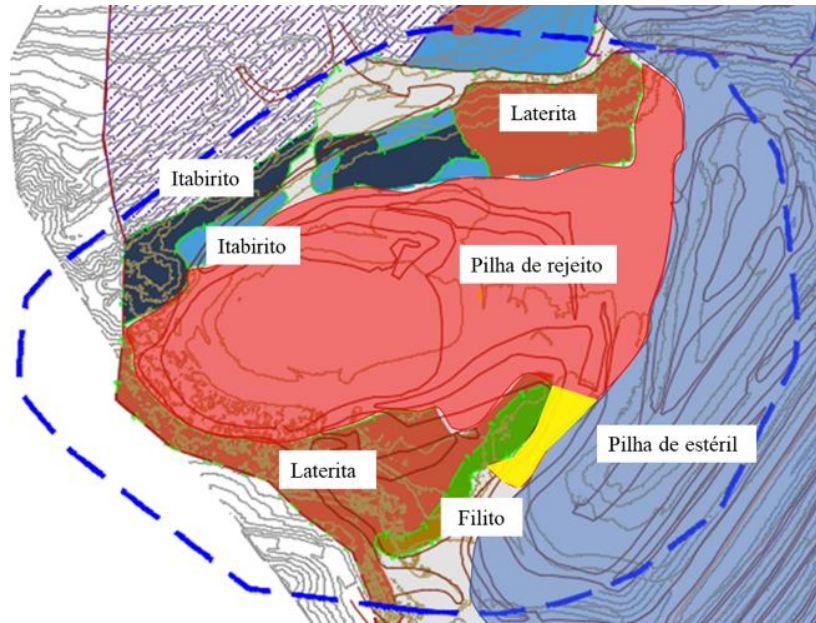 Laterita
Itabirito
Itabirito
Pilha de rejeito
Pilha de estéril
Laterita
Filito